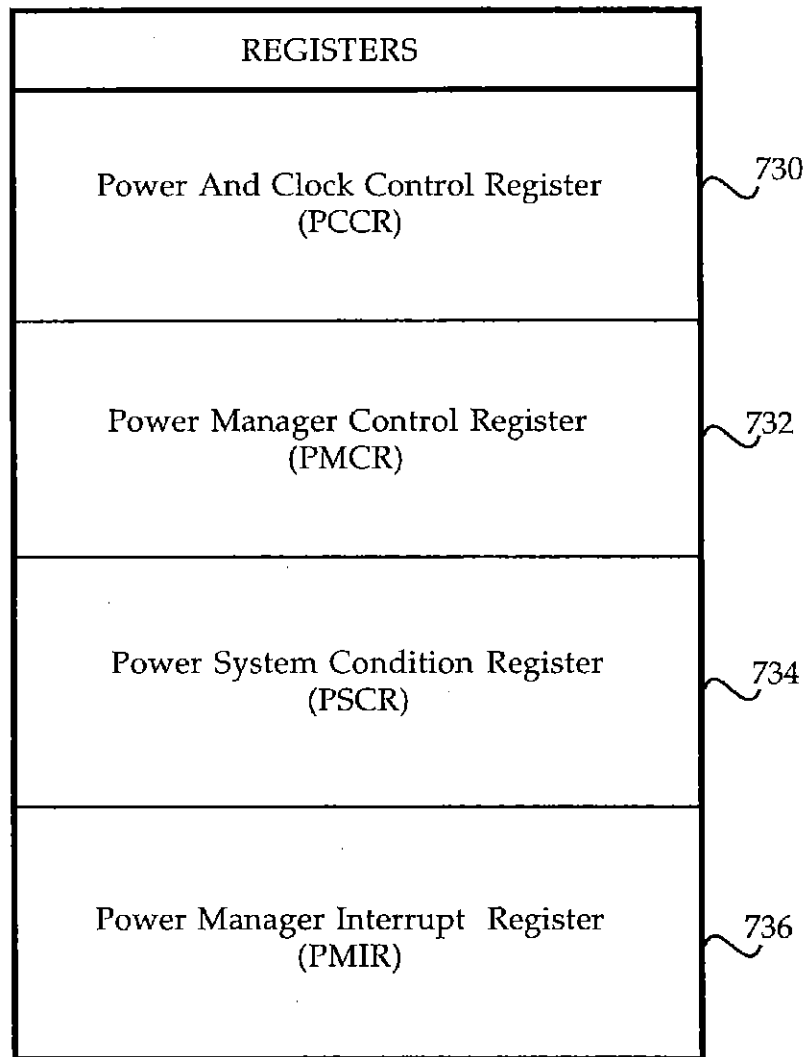 REGISTERS
Power And Clock Control Register
(PCCR)
730
Power Manager Control Register
(PMCR)
732
Power System Condition Register
(PSCR)
734
Power Manager Interrupt Register
(PMIR)
736